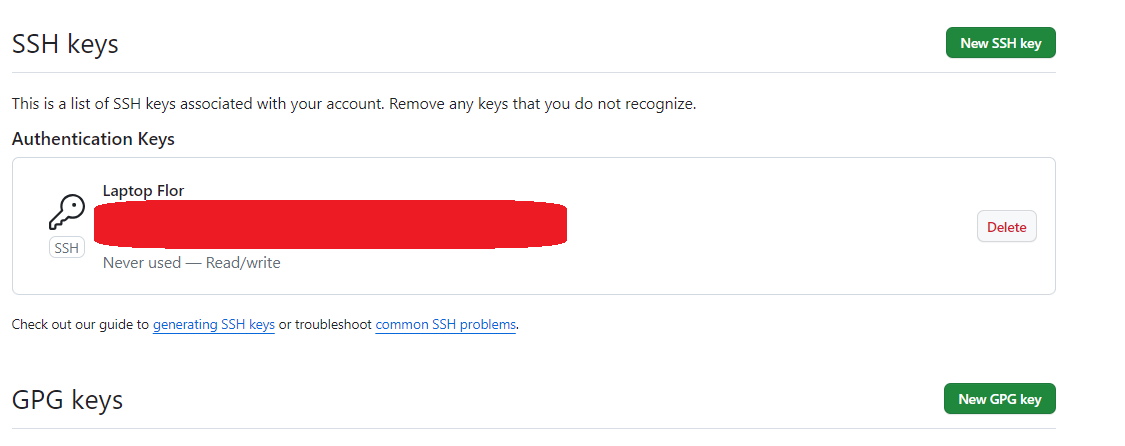 SSH keys
New SSH key
This is a list of SSH keys associated with your account. Remove any keys that you do not recognize.
Authentication Keys
Laptop Flor
SSH
Never used — Read/write
Delete
Check out our guide to generating SSH keys or troubleshoot common SSH problems.
GPG keys
New GPG key